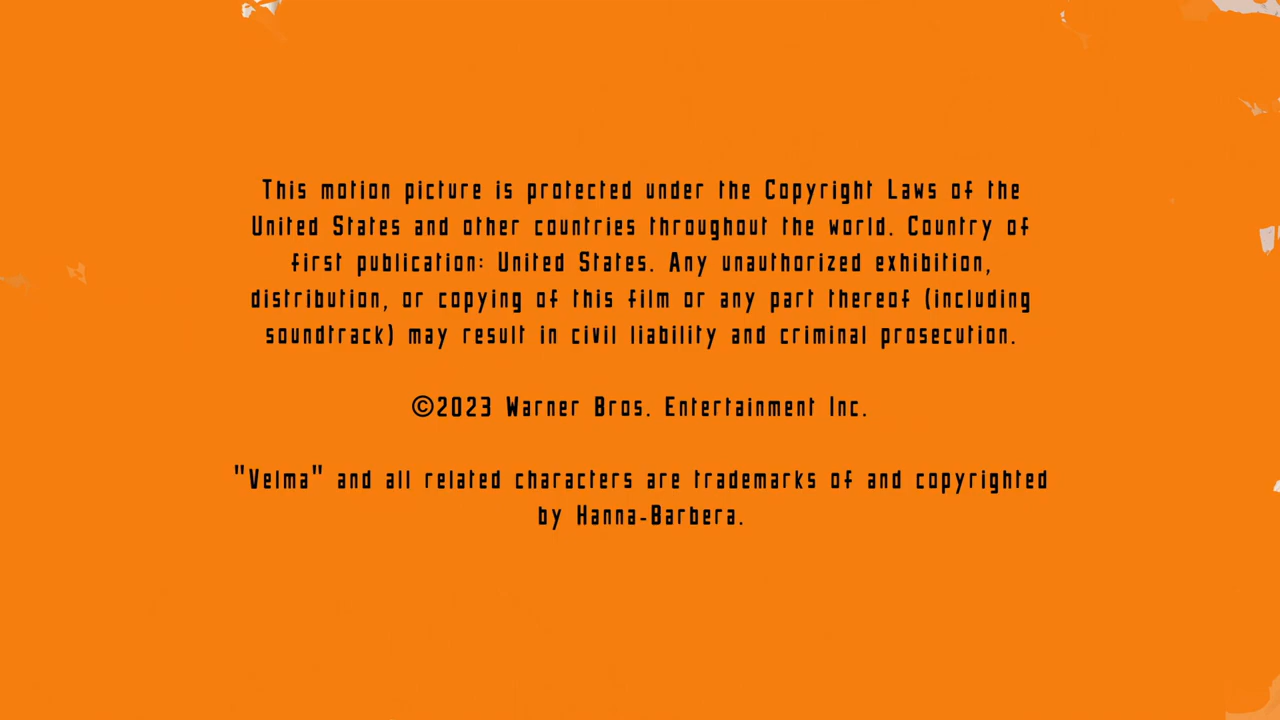 This motion picture is protected under the Copyright Laws of the
United States and other countries throughout the world. Country of
first publication: United States. Any unauthorized exhibition,
distribution, or copying of this film or any part thereof (including
soundtrack) may result in civil liability and criminal prosecution.
©2023 Warner Bros. Entertainment Inc.
"Velma" and all related characters are trademarks of and copyrighted
by Hanna-Barbera.